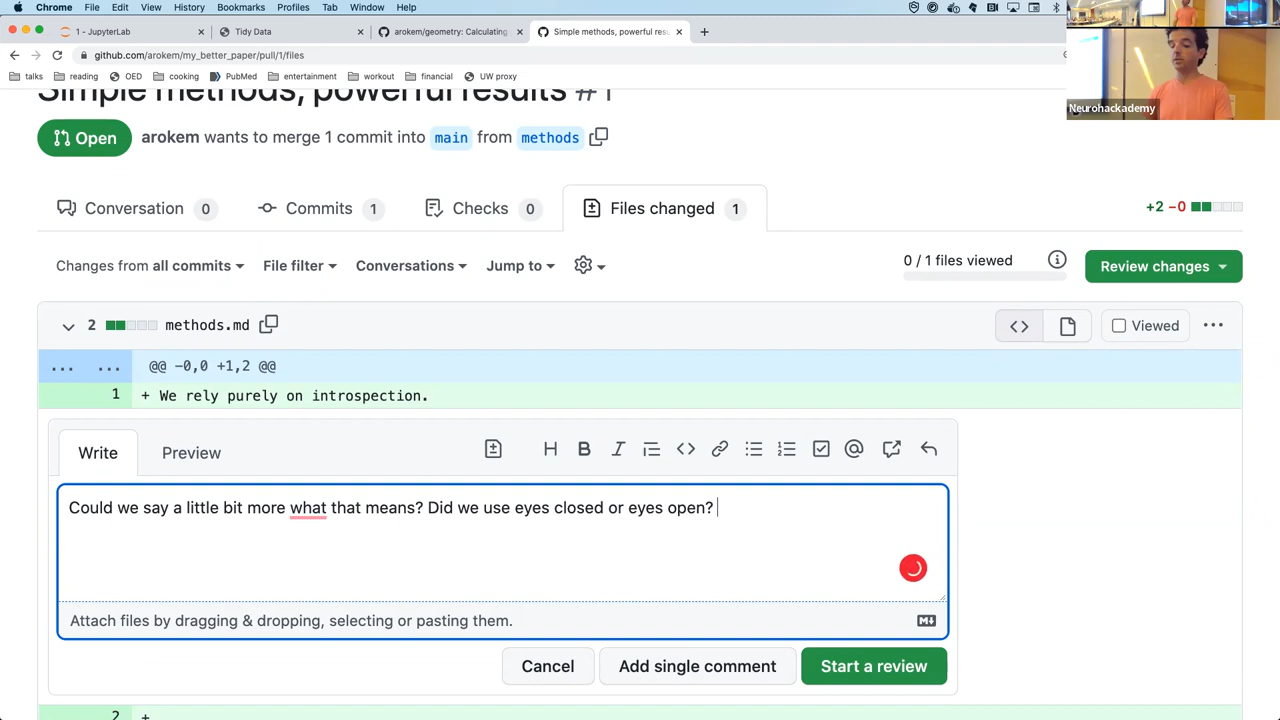 Chrome File Edit View History Bookmarks Profiles Tab Window Help
1 - JupyterLab
Tidy Data
arokem/geometry: Calculating
Simple methods, powerful resu
github.com/arokem/my_better_paper/pull/1/files
talks reading OED cooking PubMed entertainment workout financial UW proxy
Neurohackademy
Simple methods, powerful results #1
Open arokem wants to merge 1 commit into main from methods
Conversation 0 Commits 1 Checks 0 Files changed 1 +2 −0
Changes from all commits File filter Conversations Jump to 0 / 1 files viewed Review changes
2 methods.md Viewed
... ... @@ -0,0 +1,2 @@
1 + We rely purely on introspection.
Write Preview
Could we say a little bit more what that means? Did we use eyes closed or eyes open?
Attach files by dragging & dropping, selecting or pasting them.
Cancel Add single comment Start a review
2 +